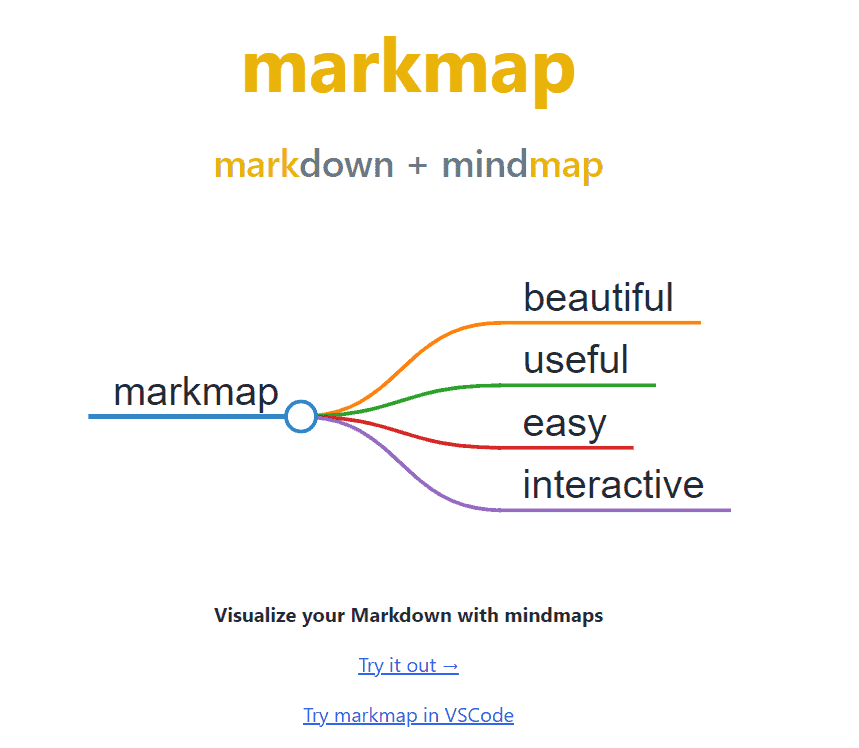 markmap
markdown + mindmap
beautiful
useful
markmap
easy
interactive
Visualize your Markdown with mindmaps
Try it out →
Try markmap in VSCode